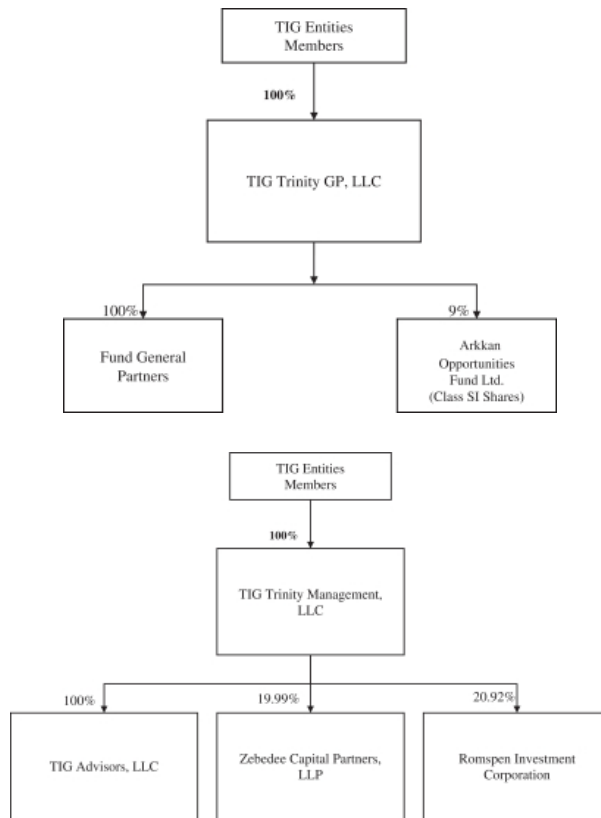 TIG Entities
Members
100%
TIG Trinity GP, LLC
100%
9%
Fund General
Partners
Arkkan
Opportunities
Fund Ltd.
(Class SI Shares)
TIG Entities
Members
100%
TIG Trinity Management,
LLC
100%
19.99%
20.92%
TIG Advisors, LLC
Zebedee Capital Partners,
LLP
Romspen Investment
Corporation